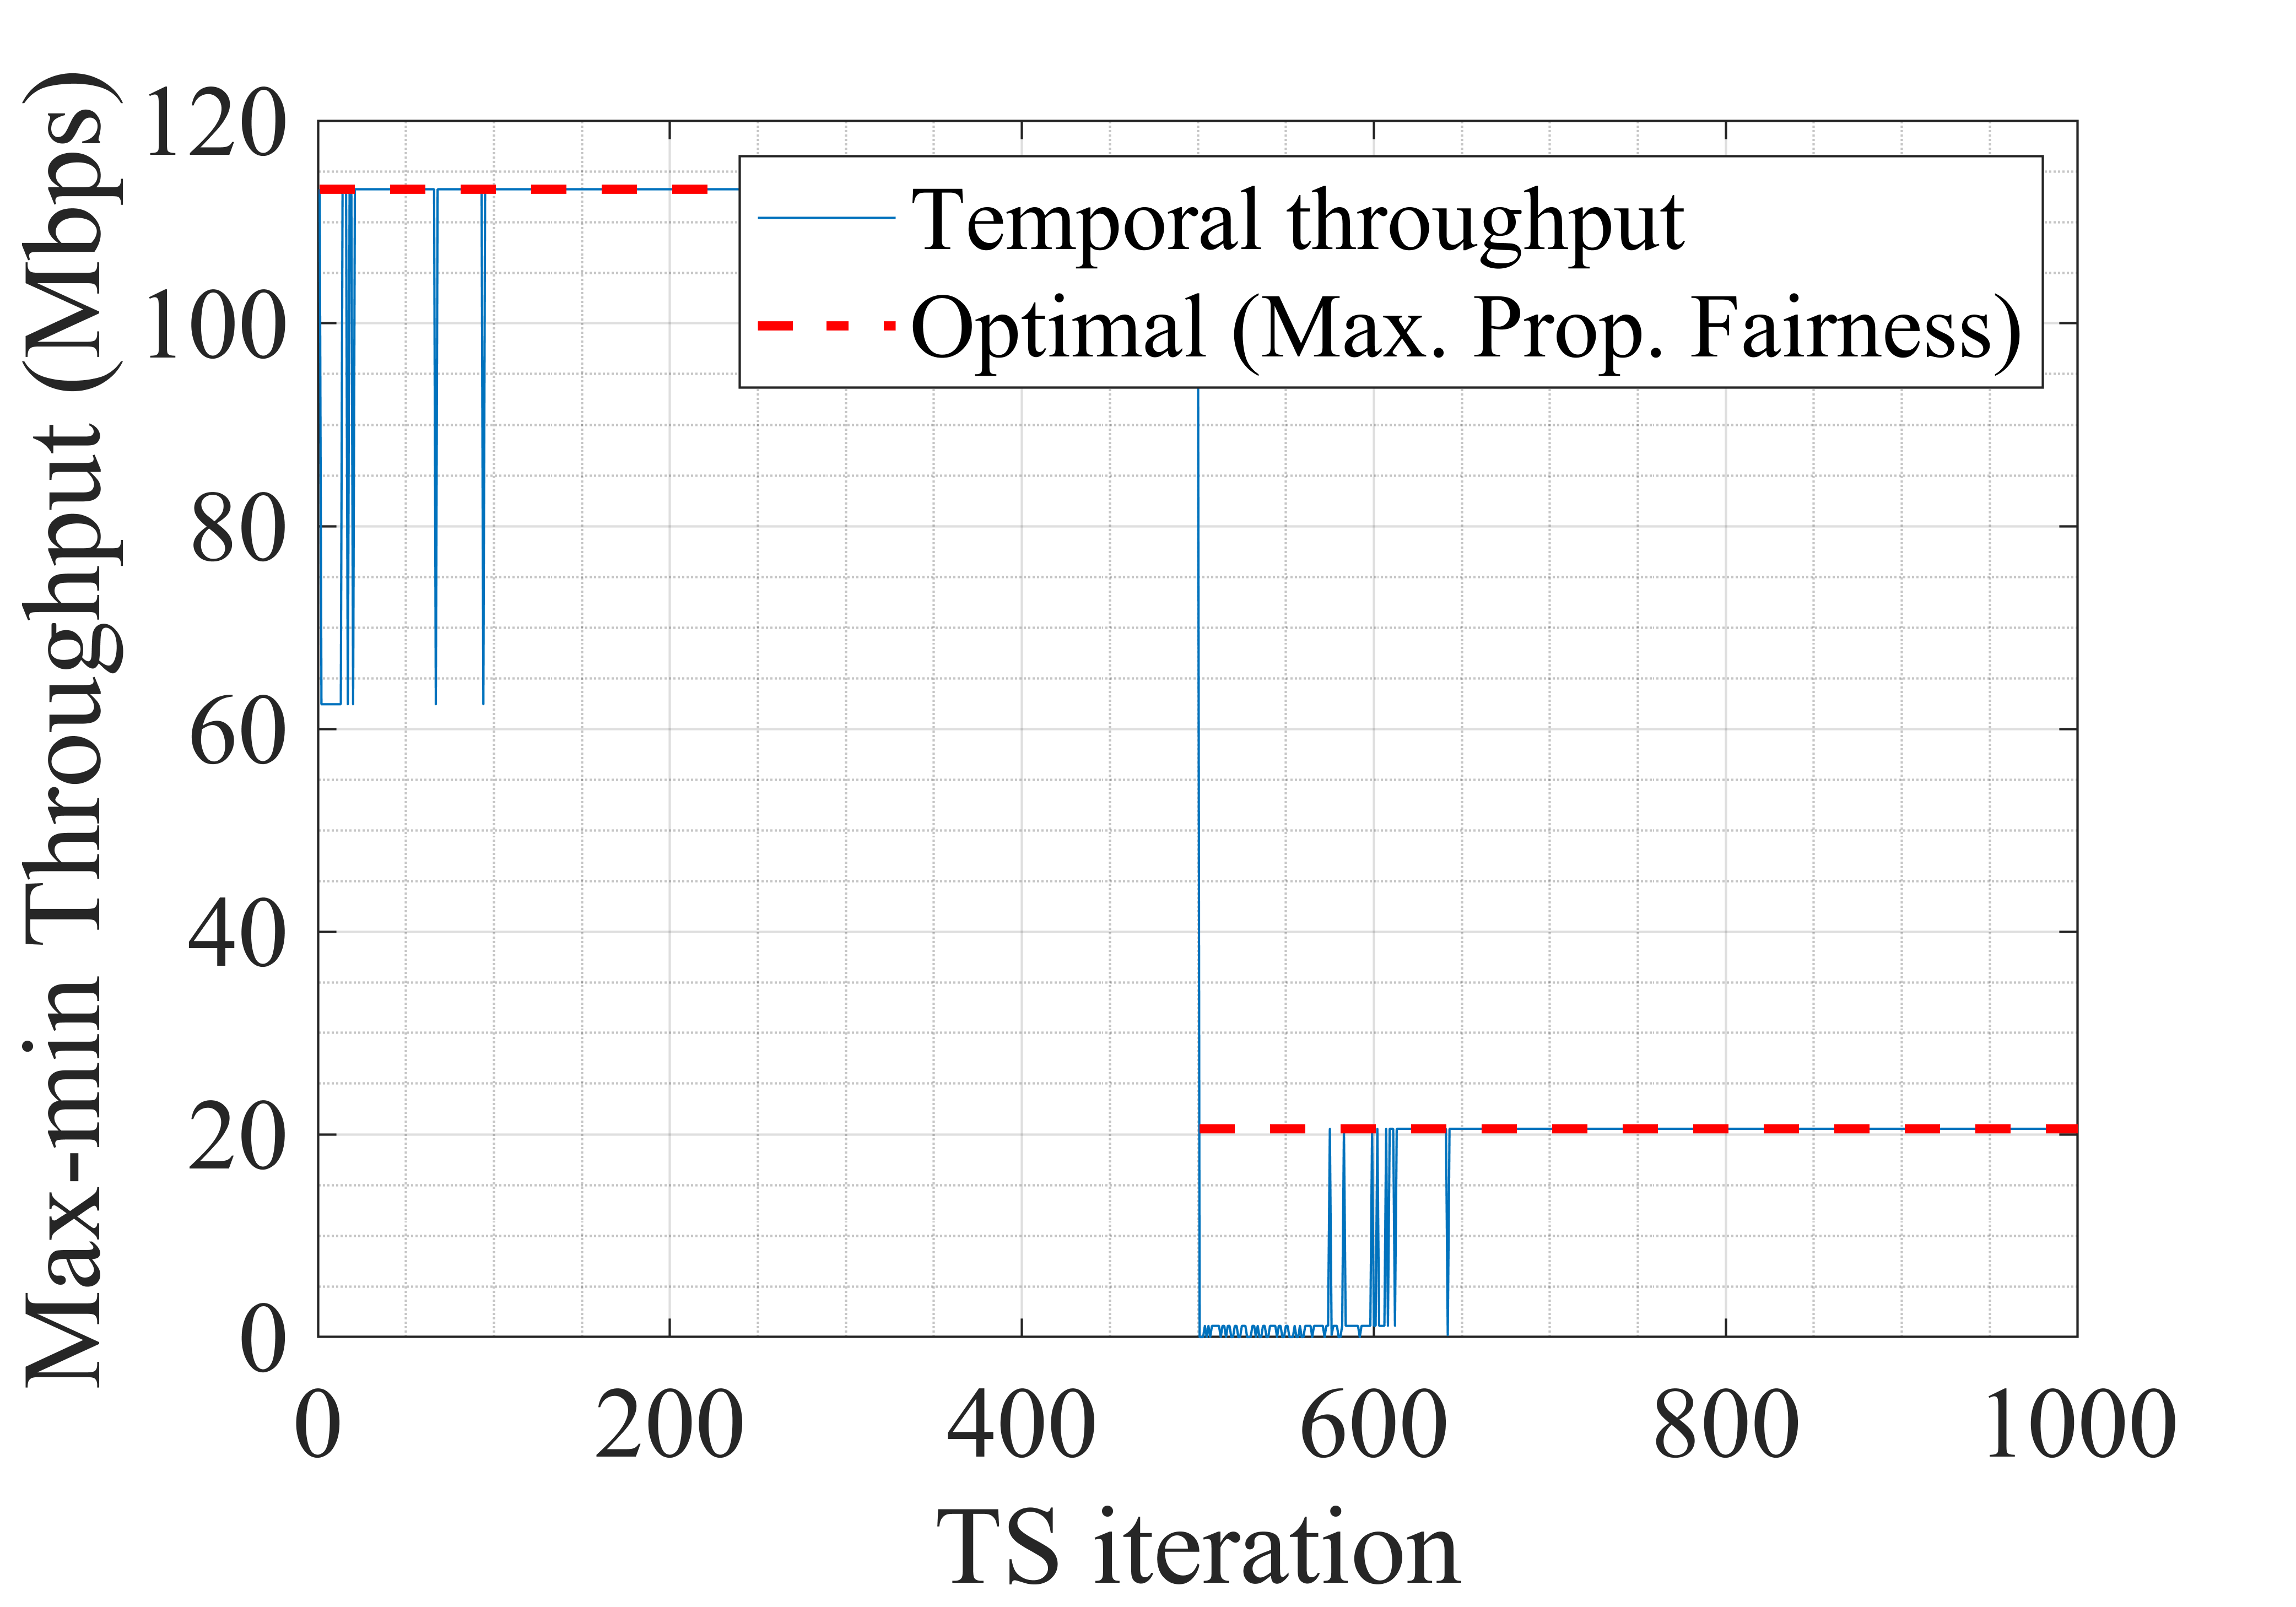 Max-min Throughput (Mbps)
120
100
80
60
40
20
0
Temporal throughput
Optimal (Max. Prop. Fairness)
0 200 400 600 800 1000
TS iteration